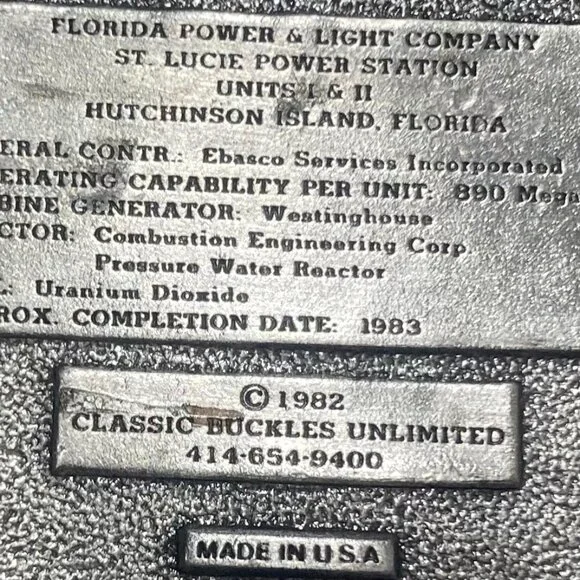 FLORIDA POWER & LIGHT COMPANY
ST. LUCIE POWER STATION
UNITS I & II
HUTCHINSON ISLAND, FLORIDA
ERAL CONTR.: Ebasco Services Incorporated
ERATING CAPABILITY PER UNIT: 890 Mega
BINE GENERATOR: Westinghouse
CTOR: Combustion Engineering Corp.
Pressure Water Reactor
L: Uranium Dioxide
ROX. COMPLETION DATE: 1983
© 1982
CLASSIC BUCKLES UNLIMITED
414-654-9400
MADE IN U.S.A